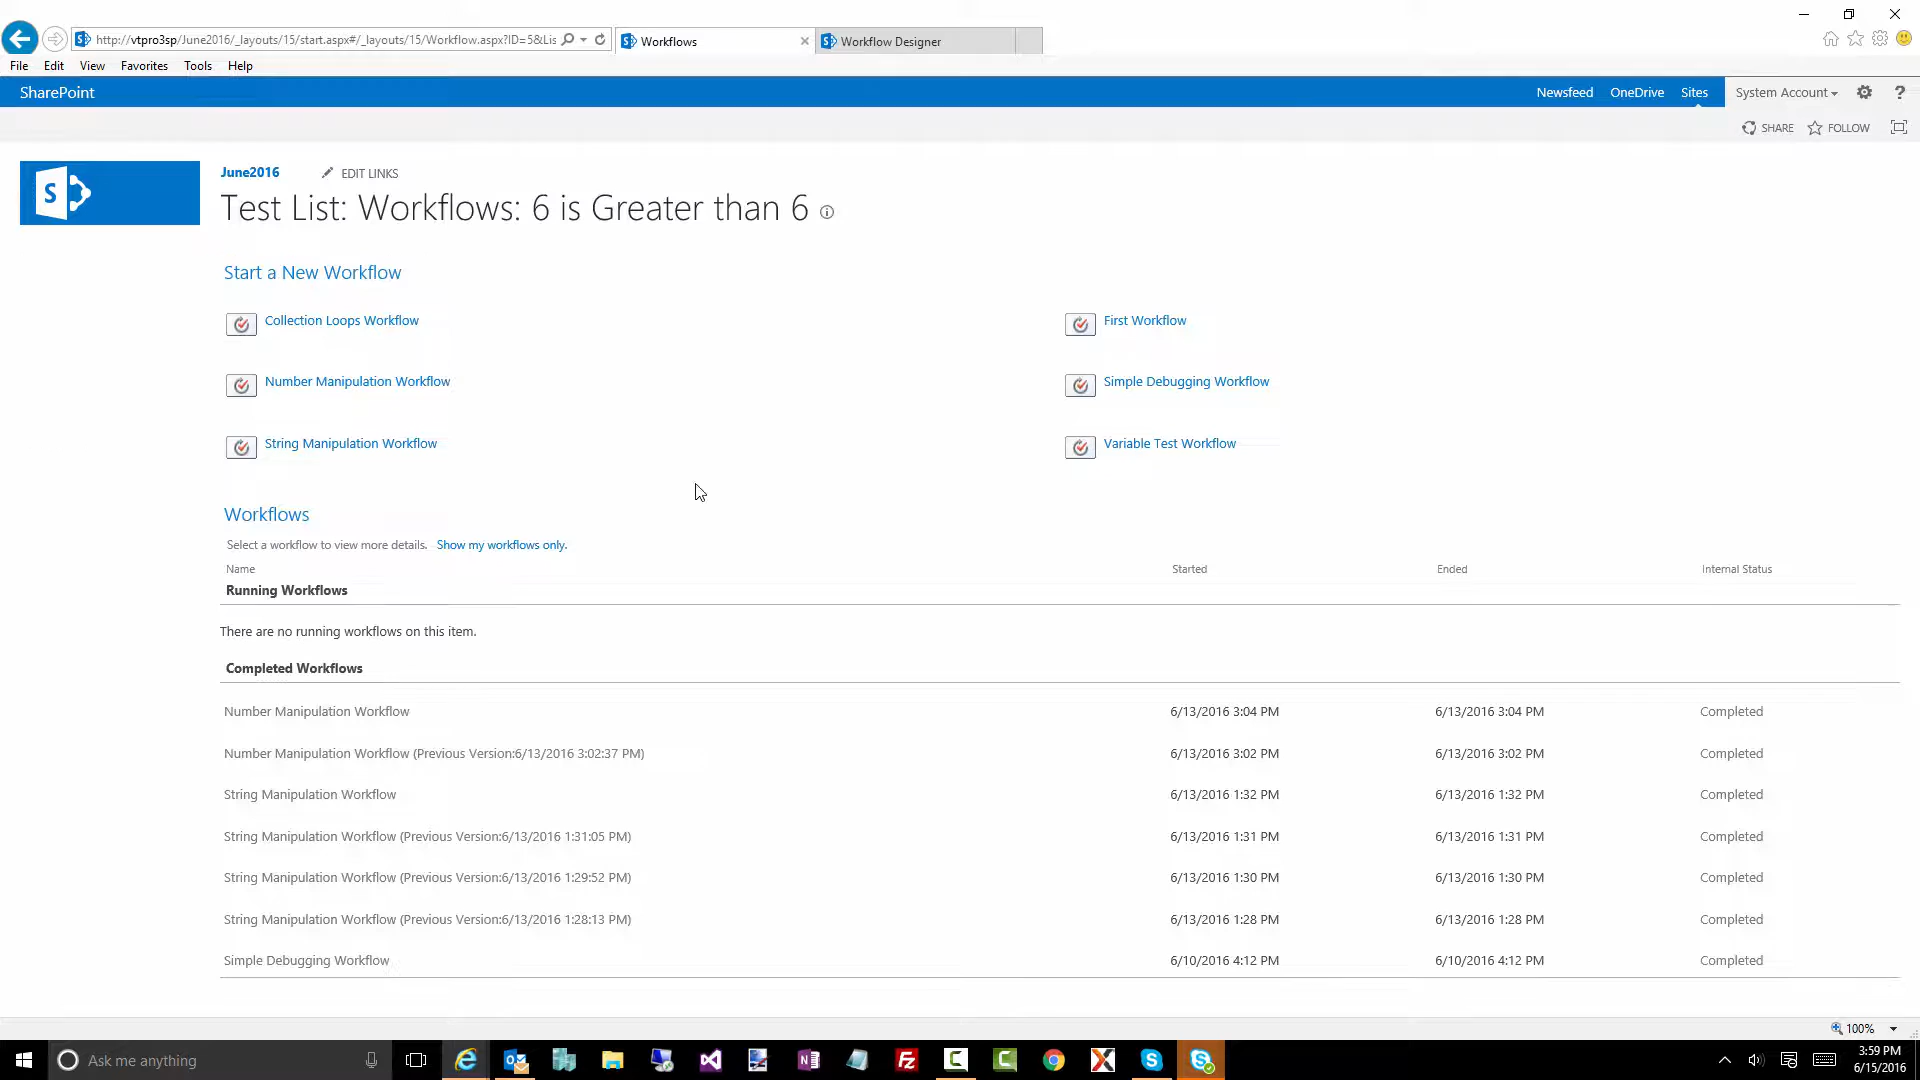 http://vtpro3sp/June2016/_layouts/15/start.aspx#/_layouts/15/Workflow.aspx?ID=5&Lis
Workflows
Workflow Designer
File Edit View Favorites Tools Help
SharePoint
Newsfeed OneDrive Sites System Account ?
SHARE FOLLOW
S
June2016 EDIT LINKS
Test List: Workflows: 6 is Greater than 6
Start a New Workflow
Collection Loops Workflow First Workflow
Number Manipulation Workflow Simple Debugging Workflow
String Manipulation Workflow Variable Test Workflow
Workflows
Select a workflow to view more details. Show my workflows only.
Name Started Ended Internal Status
Running Workflows
There are no running workflows on this item.
Completed Workflows
Number Manipulation Workflow 6/13/2016 3:04 PM 6/13/2016 3:04 PM Completed
Number Manipulation Workflow (Previous Version:6/13/2016 3:02:37 PM) 6/13/2016 3:02 PM 6/13/2016 3:02 PM Completed
String Manipulation Workflow 6/13/2016 1:32 PM 6/13/2016 1:32 PM Completed
String Manipulation Workflow (Previous Version:6/13/2016 1:31:05 PM) 6/13/2016 1:31 PM 6/13/2016 1:31 PM Completed
String Manipulation Workflow (Previous Version:6/13/2016 1:29:52 PM) 6/13/2016 1:30 PM 6/13/2016 1:30 PM Completed
String Manipulation Workflow (Previous Version:6/13/2016 1:28:13 PM) 6/13/2016 1:28 PM 6/13/2016 1:28 PM Completed
Simple Debugging Workflow 6/10/2016 4:12 PM 6/10/2016 4:12 PM Completed
100%
Ask me anything
3:59 PM
6/15/2016